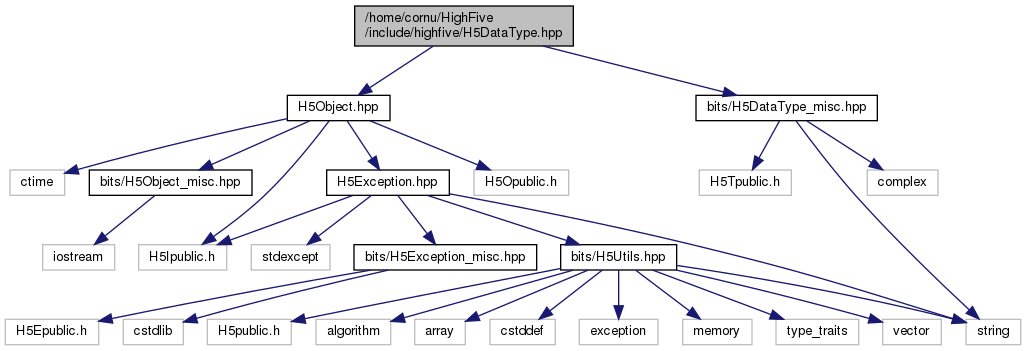 /home/cornu/HighFive
/include/highfive/H5DataType.hpp
H5Object.hpp
bits/H5DataType_misc.hpp
ctime
bits/H5Object_misc.hpp
H5Exception.hpp
H5Opublic.h
H5Tpublic.h
complex
iostream
H5Ipublic.h
stdexcept
bits/H5Exception_misc.hpp
bits/H5Utils.hpp
H5Epublic.h
cstdlib
H5public.h
algorithm
array
cstddef
exception
memory
type_traits
vector
string